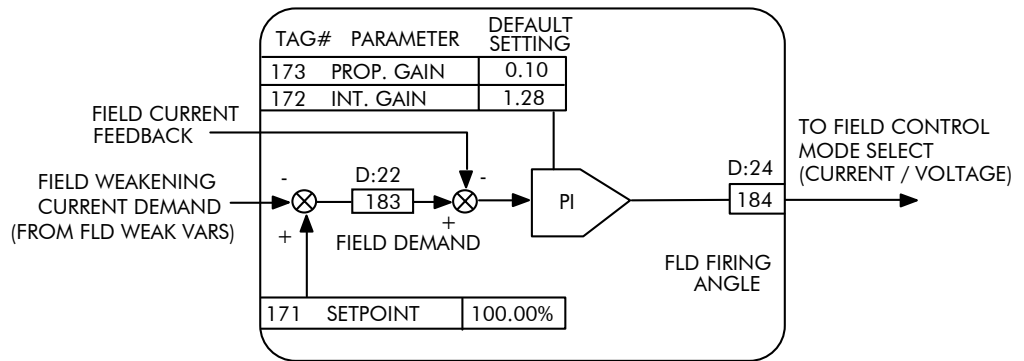 TAG# PARAMETER DEFAULT SETTING
173 PROP. GAIN 0.10
172 INT. GAIN 1.28
FIELD CURRENT
FEEDBACK
TO FIELD CONTROL
MODE SELECT
(CURRENT / VOLTAGE)
FIELD WEAKENING
CURRENT DEMAND
(FROM FLD WEAK VARS)
-
+
D:22
183
FIELD DEMAND
-
+
PI
D:24
184
FLD FIRING
ANGLE
171 SETPOINT 100.00%